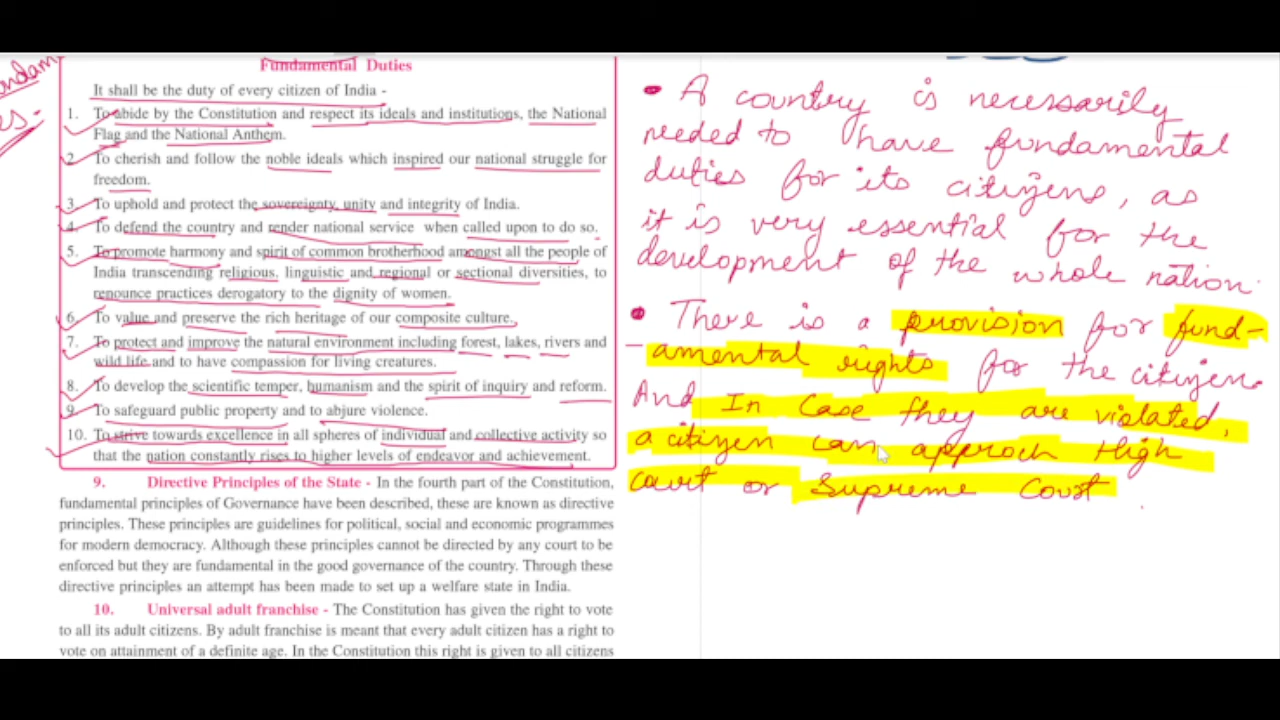 Fundamental Duties
It shall be the duty of every citizen of India -
1. To abide by the Constitution and respect its ideals and institutions, the National
Flag and the National Anthem.
2. To cherish and follow the noble ideals which inspired our national struggle for
freedom.
3. To uphold and protect the sovereignty, unity and integrity of India.
4. To defend the country and render national service when called upon to do so.
5. To promote harmony and spirit of common brotherhood amongst all the people of
India transcending religious, linguistic and regional or sectional diversities, to
renounce practices derogatory to the dignity of women.
6. To value and preserve the rich heritage of our composite culture.
7. To protect and improve the natural environment including forest, lakes, rivers and
wild life and to have compassion for living creatures.
8. To develop the scientific temper, humanism and the spirit of inquiry and reform.
9. To safeguard public property and to abjure violence.
10. To strive towards excellence in all spheres of individual and collective activity so
that the nation constantly rises to higher levels of endeavor and achievement.
9. Directive Principles of the State - In the fourth part of the Constitution,
fundamental principles of Governance have been described, these are known as directive
principles. These principles are guidelines for political, social and economic programmes
for modern democracy. Although these principles cannot be directed by any court to be
enforced but they are fundamental in the good governance of the country. Through these
directive principles an attempt has been made to set up a welfare state in India.
10. Universal adult franchise - The Constitution has given the right to vote
to all its adult citizens. By adult franchise is meant that every adult citizen has a right to
vote on attainment of a definite age. In the Constitution this right is given to all citizens
• A country is necessarily
needed to have fundamental
duties for its citizens, as
it is very essential for the
development of the whole nation.
• There is a provision for fund-
-amental rights for the citizen.
And In case they are violated,
a citizen can approach High
court or Supreme Court.